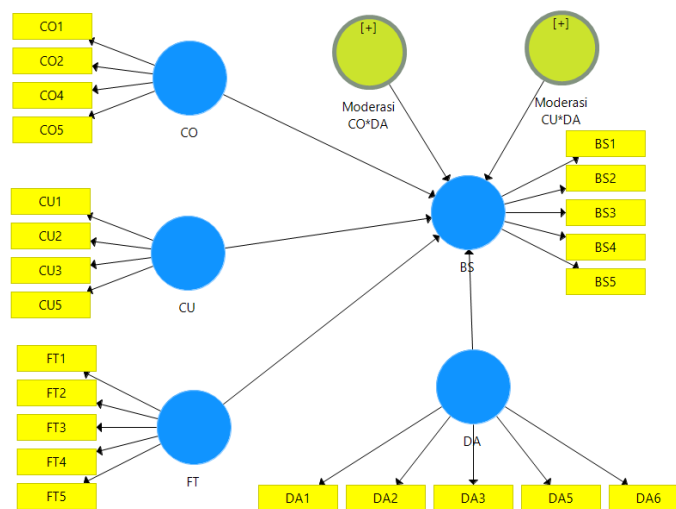 CO1
CO2
CO4
CO5
CO
[+]
Moderasi
CO*DA
[+]
Moderasi
CU*DA
BS1
BS2
BS3
BS4
BS5
BS
CU1
CU2
CU3
CU5
CU
FT1
FT2
FT3
FT4
FT5
FT
DA
DA1
DA2
DA3
DA5
DA6